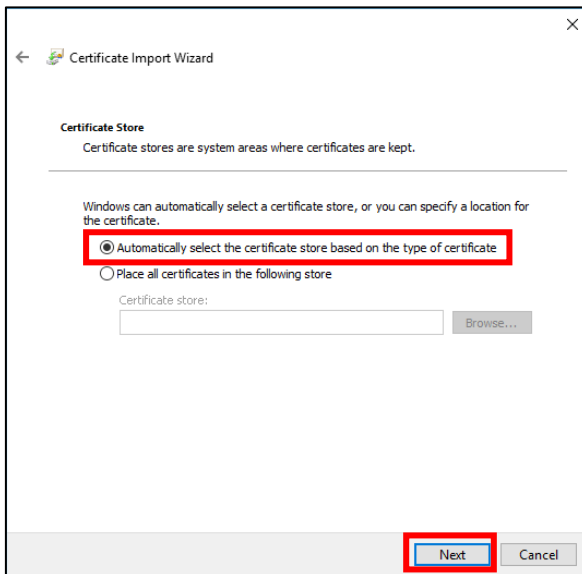 Certificate Import Wizard
Certificate Store
Certificate stores are system areas where certificates are kept.
Windows can automatically select a certificate store, or you can specify a location for
the certificate.
Automatically select the certificate store based on the type of certificate
Place all certificates in the following store
Certificate store:
Browse...
Next
Cancel